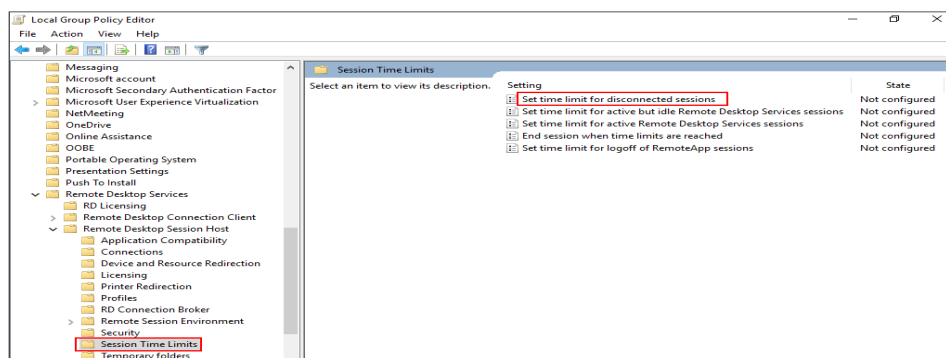 Local Group Policy Editor
File Action View Help
Messaging
Microsoft account
Microsoft Secondary Authentication Factor
Microsoft User Experience Virtualization
NetMeeting
OneDrive
Online Assistance
OOBE
Portable Operating System
Presentation Settings
Push To Install
Remote Desktop Services
RD Licensing
Remote Desktop Connection Client
Remote Desktop Session Host
Application Compatibility
Connections
Device and Resource Redirection
Licensing
Printer Redirection
Profiles
RD Connection Broker
Remote Session Environment
Security
Session Time Limits
Temporary folders
Session Time Limits
Select an item to view its description.
Setting State
Set time limit for disconnected sessions Not configured
Set time limit for active but idle Remote Desktop Services sessions Not configured
Set time limit for active Remote Desktop Services sessions Not configured
End session when time limits are reached Not configured
Set time limit for logoff of RemoteApp sessions Not configured